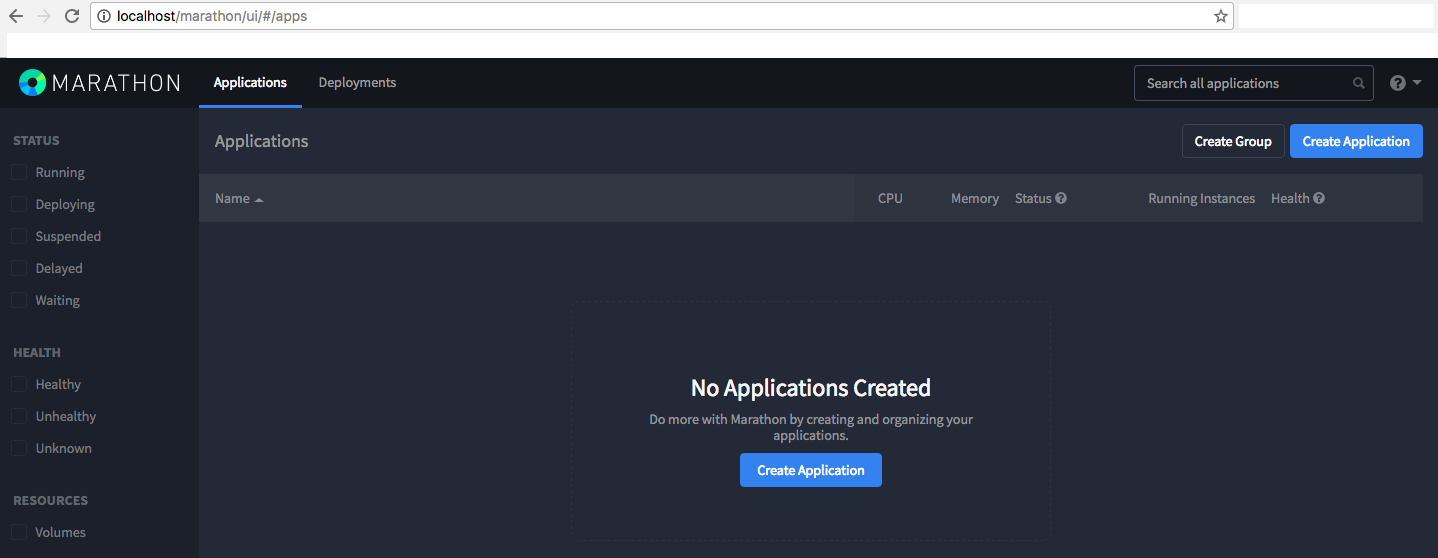 localhost/marathon/ui/#/apps
MARATHON Applications Deployments Search all applications
STATUS
Running
Deploying
Suspended
Delayed
Waiting
HEALTH
Healthy
Unhealthy
Unknown
RESOURCES
Volumes
Applications Create Group Create Application
Name CPU Memory Status Running Instances Health
No Applications Created
Do more with Marathon by creating and organizing your
applications.
Create Application